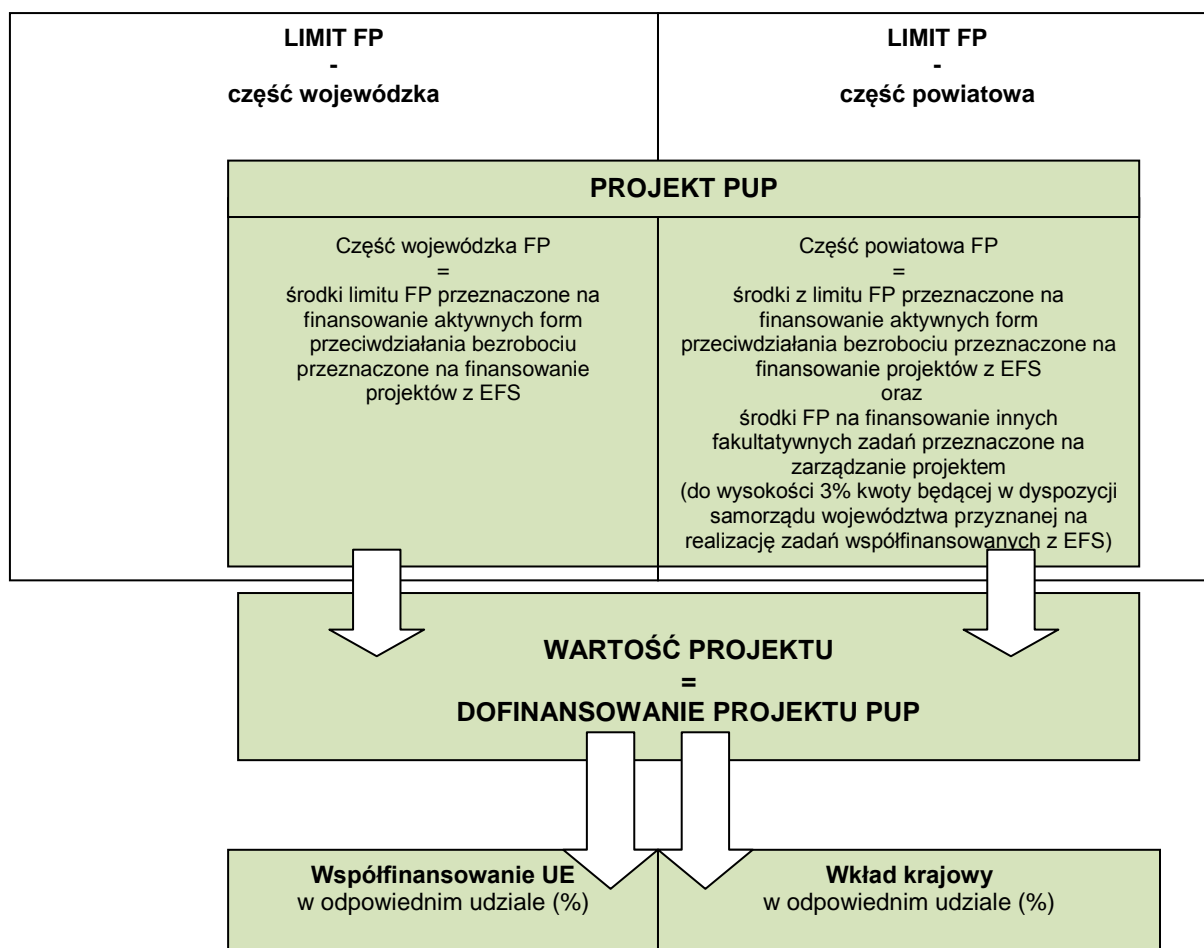 LIMIT FP
-
część wojewódzka
LIMIT FP
-
część powiatowa
PROJEKT PUP
Część wojewódzka FP
=
środki limitu FP przeznaczone na
finansowanie aktywnych form
przeciwdziałania bezrobociu
przeznaczone na finansowanie
projektów z EFS
Część powiatowa FP
=
środki z limitu FP przeznaczone na
finansowanie aktywnych form
przeciwdziałania bezrobociu przeznaczone na
finansowanie projektów z EFS
oraz
środki FP na finansowanie innych
fakultatywnych zadań przeznaczone na
zarządzanie projektem
(do wysokości 3% kwoty będącej w dyspozycji
samorządu województwa przyznanej na
realizację zadań współfinansowanych z EFS)
WARTOŚĆ PROJEKTU
=
DOFINANSOWANIE PROJEKTU PUP
Współfinansowanie UE
w odpowiednim udziale (%)
Wkład krajowy
w odpowiednim udziale (%)